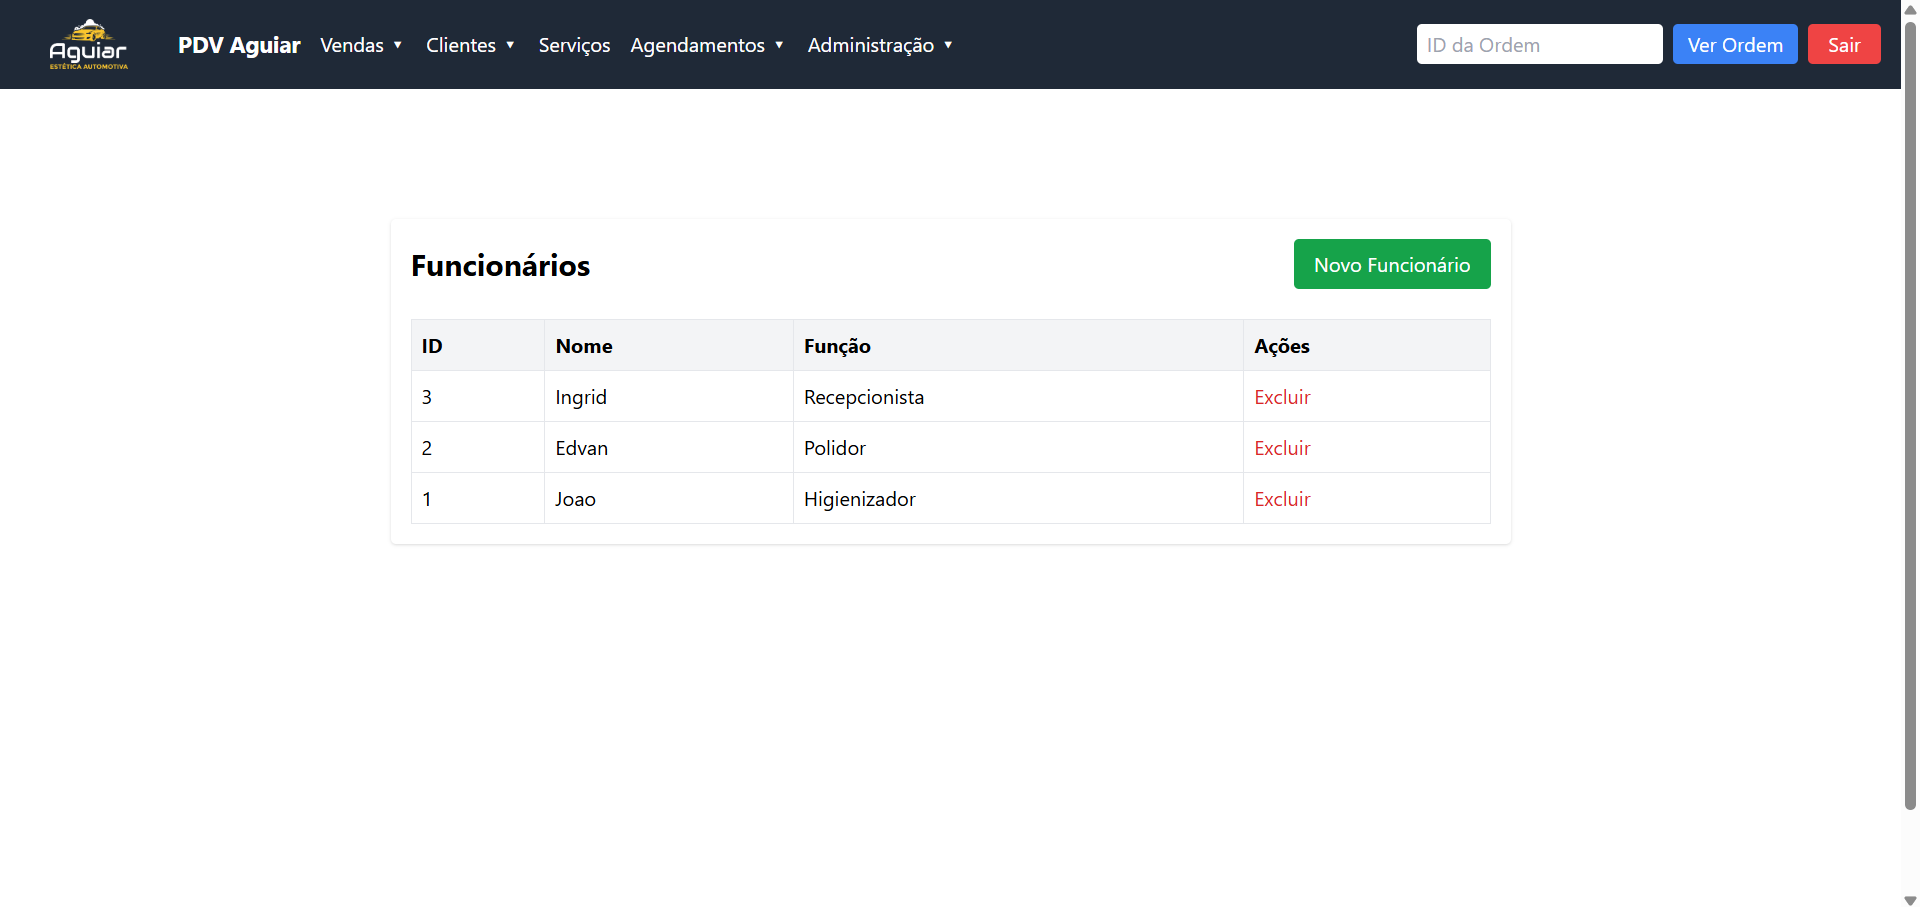 Aguiar
ESTÉTICA AUTOMOTIVA
PDV Aguiar Vendas ▼ Clientes ▼ Serviços Agendamentos ▼ Administração ▼ ID da Ordem Ver Ordem Sair
Funcionários Novo Funcionário
ID Nome Função Ações
3 Ingrid Recepcionista Excluir
2 Edvan Polidor Excluir
1 Joao Higienizador Excluir